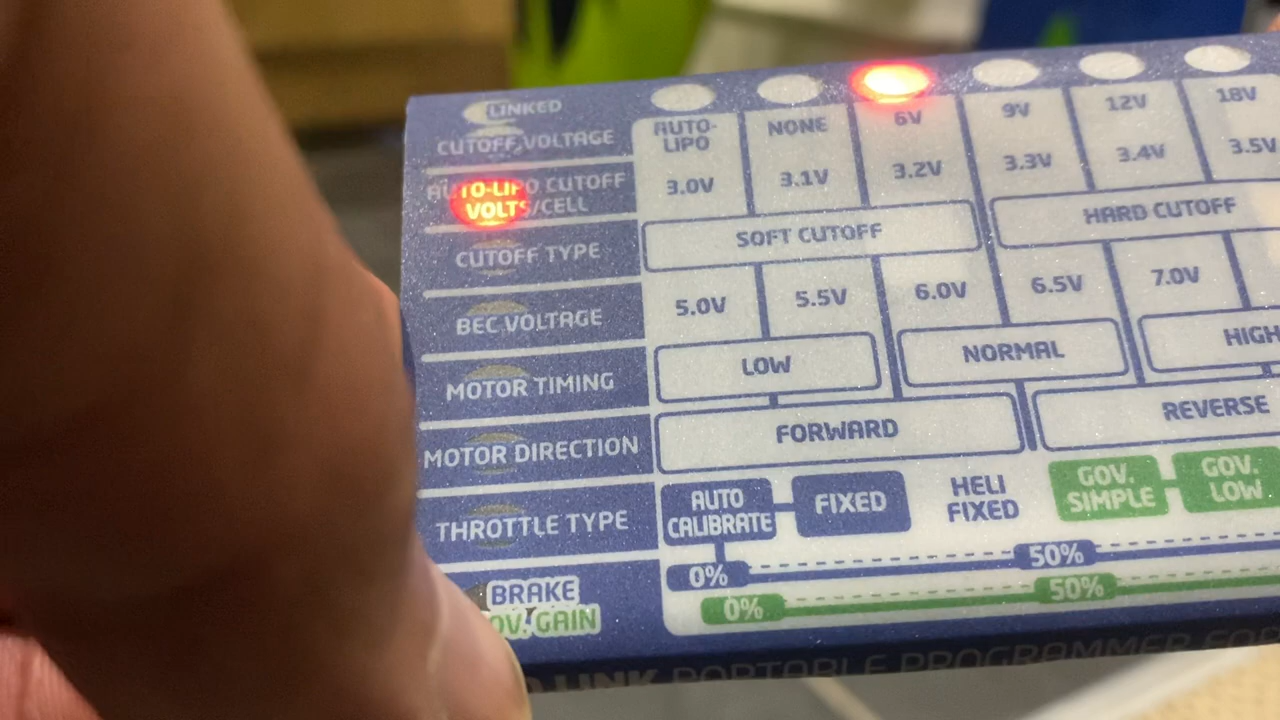 LINKED
CUTOFF VOLTAGE
AUTO-LIPO
NONE
6V
9V
12V
18V
AUTO-LIPO CUTOFF
VOLTS/CELL
3.0V
3.1V
3.2V
3.3V
3.4V
3.5V
CUTOFF TYPE
SOFT CUTOFF
HARD CUTOFF
BEC VOLTAGE
5.0V
5.5V
6.0V
6.5V
7.0V
MOTOR TIMING
LOW
NORMAL
HIGH
MOTOR DIRECTION
FORWARD
REVERSE
THROTTLE TYPE
AUTO
CALIBRATE
FIXED
HELI
FIXED
GOV.
SIMPLE
GOV.
LOW
BRAKE
0%
50%
OV. GAIN
0%
50%
LINK PORTABLE PROGRAMMER FOR